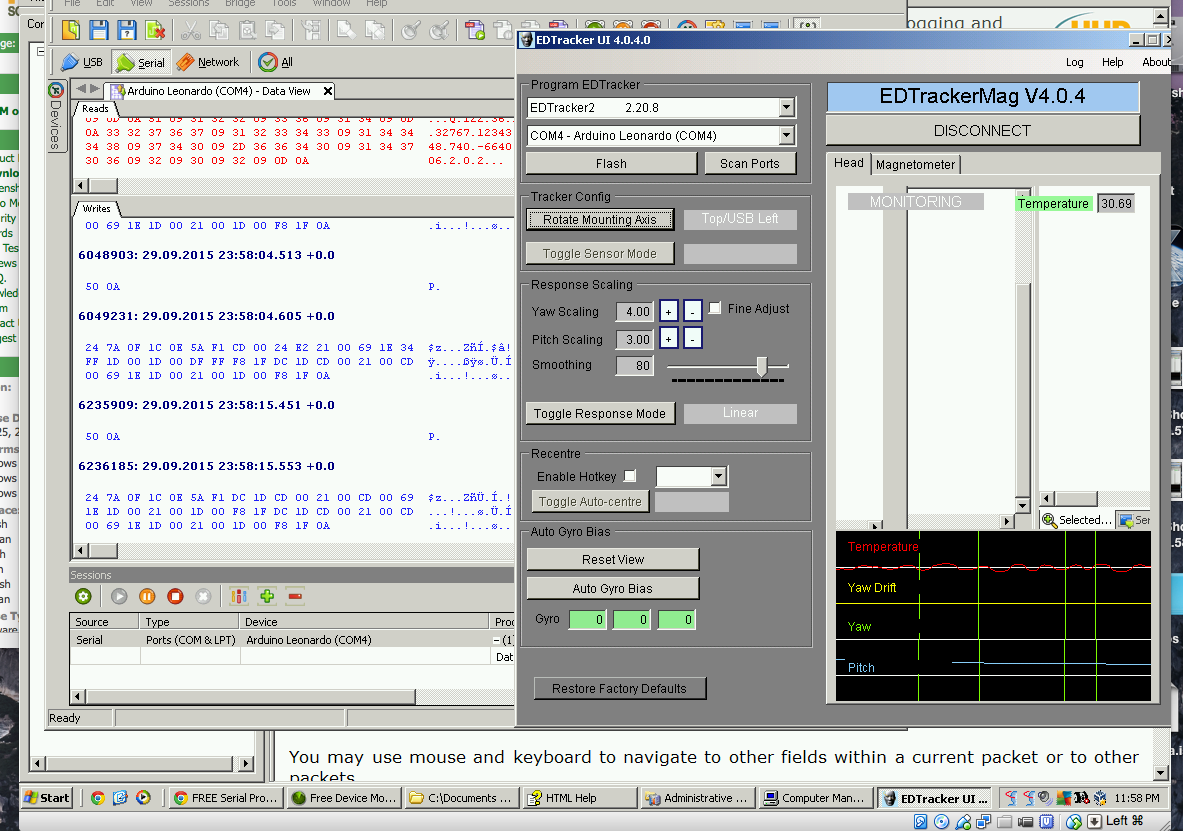 File Edit View Sessions Bridge Tools Window Help
USB Serial Network All
Devices
Arduino Leonardo (COM4) - Data View
Reads
0A 33 32 37 36 37 09 31 32 33 34 33 ...32767.12343
34 38 09 37 34 30 09 2D 36 36 34 30 09 31 34 37 48.740.-6640
30 36 09 32 09 30 09 32 09 0D 0A 06.2.0.2...
Writes
00 69 1E 1D 00 21 00 1D 00 F8 1F 0A .i...!...ø..
6048903: 29.09.2015 23:58:04.513 +0.0
50 0A P.
6049231: 29.09.2015 23:58:04.605 +0.0
24 7A 0F 1C 0E 5A F1 CD 00 24 E2 21 00 69 1E 34 $z...ZñÍ.$â!
FF 1D 00 1D 00 DF FF F8 1F DC 1D CD 00 21 00 CD ÿ....ßÿø.Ü.Í
00 69 1E 1D 00 21 00 1D 00 F8 1F 0A .i...!...ø..
6235909: 29.09.2015 23:58:15.451 +0.0
50 0A P.
6236185: 29.09.2015 23:58:15.553 +0.0
24 7A 0F 1C 0E 5A F1 DC 1D CD 00 21 00 CD 00 69 $z...ZñÜ.Í.!
1E 1D 00 21 00 1D 00 F8 1F DC 1D CD 00 21 00 CD ...!...ø.Ü.Í
00 69 1E 1D 00 21 00 1D 00 F8 1F 0A .i...!...ø..
Sessions
Source Type Device
Serial Ports (COM & LPT) Arduino Leonardo (COM4)
Ready
EDTracker UI 4.0.4.0
Log Help About
Program EDTracker
EDTracker2 2.20.8
COM4 - Arduino Leonardo (COM4)
Flash Scan Ports
Tracker Config
Rotate Mounting Axis Top/USB Left
Toggle Sensor Mode
Response Scaling
Yaw Scaling 4.00 + - Fine Adjust
Pitch Scaling 3.00 + -
Smoothing 80
Toggle Response Mode Linear
Recentre
Enable Hotkey
Toggle Auto-centre
Auto Gyro Bias
Reset View
Auto Gyro Bias
Gyro 0 0 0
Restore Factory Defaults
EDTrackerMag V4.0.4
DISCONNECT
Head Magnetometer
MONITORING
Temperature 30.69
Selected... Ser
Temperature
Yaw Drift
Yaw
Pitch
You may use mouse and keyboard to navigate to other fields within a current packet or to other
packets
Start FREE Serial Pro... Free Device Mo... C:\Documents ... HTML Help Administrative ... Computer Man... EDTracker UI ... 11:58 PM
Left ⌘